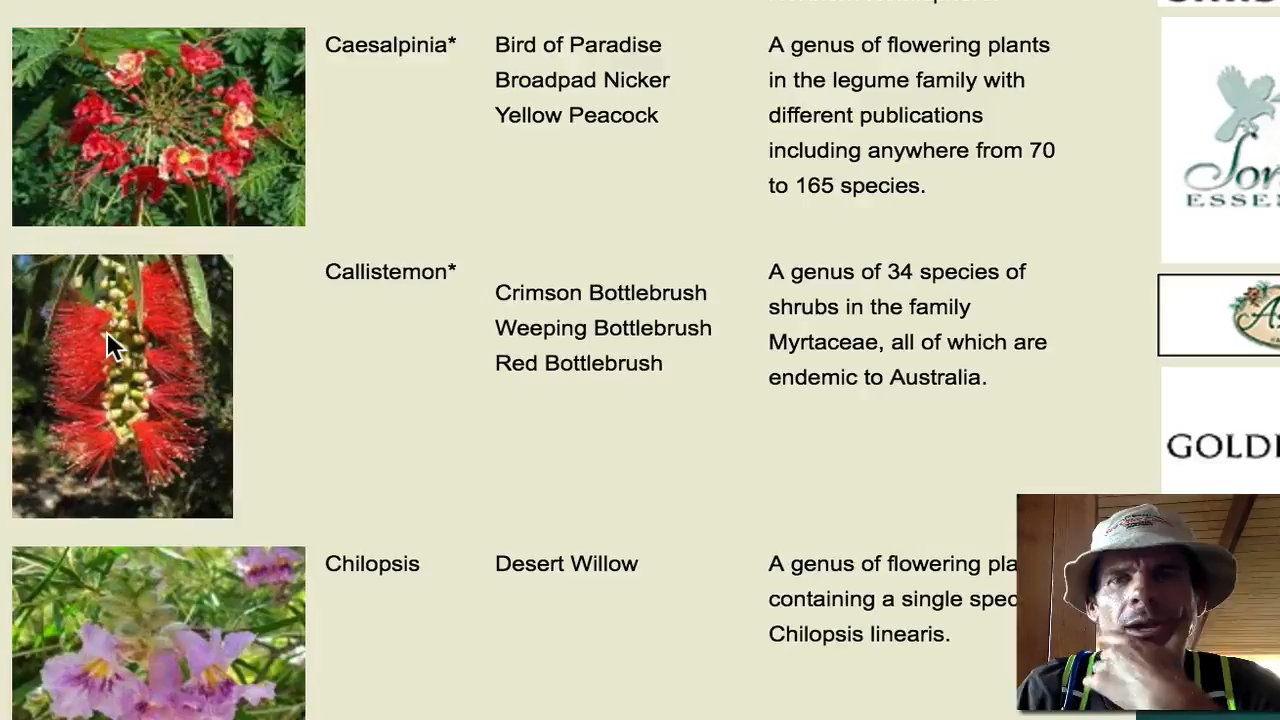 Caesalpinia*
Bird of Paradise
Broadpad Nicker
Yellow Peacock
A genus of flowering plants
in the legume family with
different publications
including anywhere from 70
to 165 species.
Callistemon*
Crimson Bottlebrush
Weeping Bottlebrush
Red Bottlebrush
A genus of 34 species of
shrubs in the family
Myrtaceae, all of which are
endemic to Australia.
Chilopsis
Desert Willow
A genus of flowering pla
containing a single spec
Chilopsis linearis.
GOLD